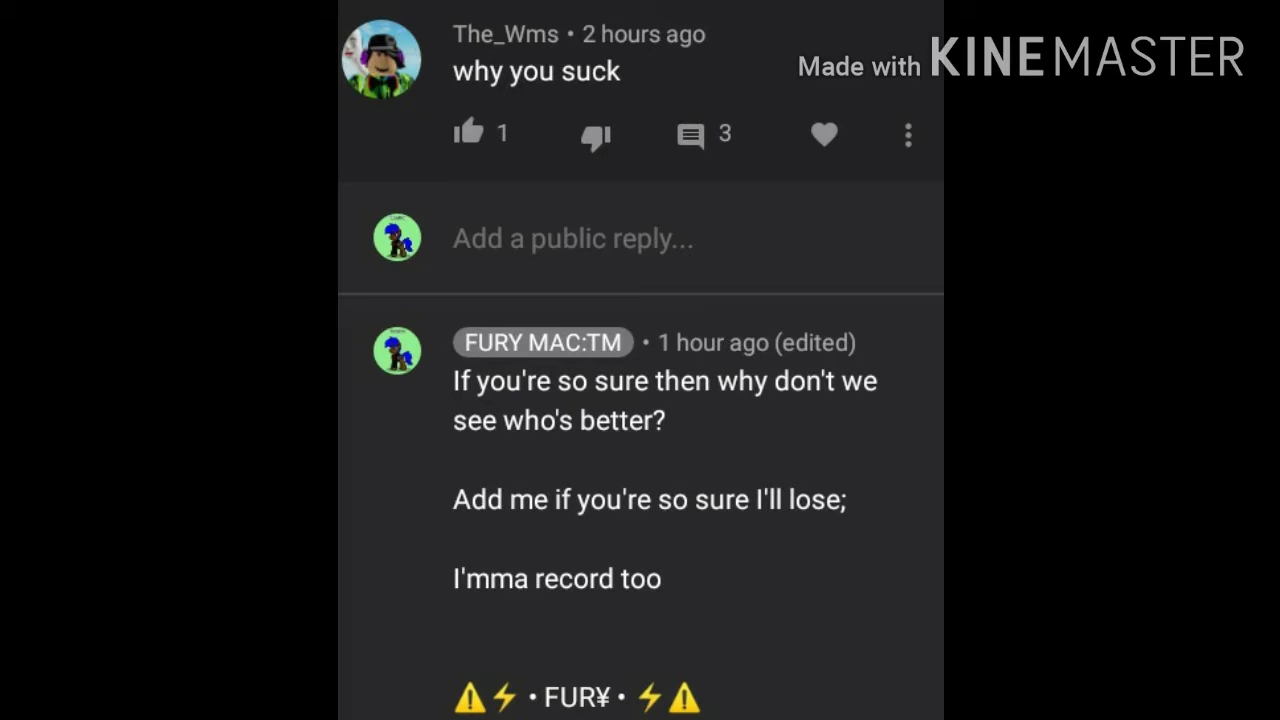 The_Wms • 2 hours ago
why you suck
Made with KINEMASTER
1
3
Add a public reply...
FURY MAC:TM • 1 hour ago (edited)
If you're so sure then why don't we
see who's better?
Add me if you're so sure I'll lose;
I'mma record too
⚠️⚡ • FUR¥ • ⚡⚠️